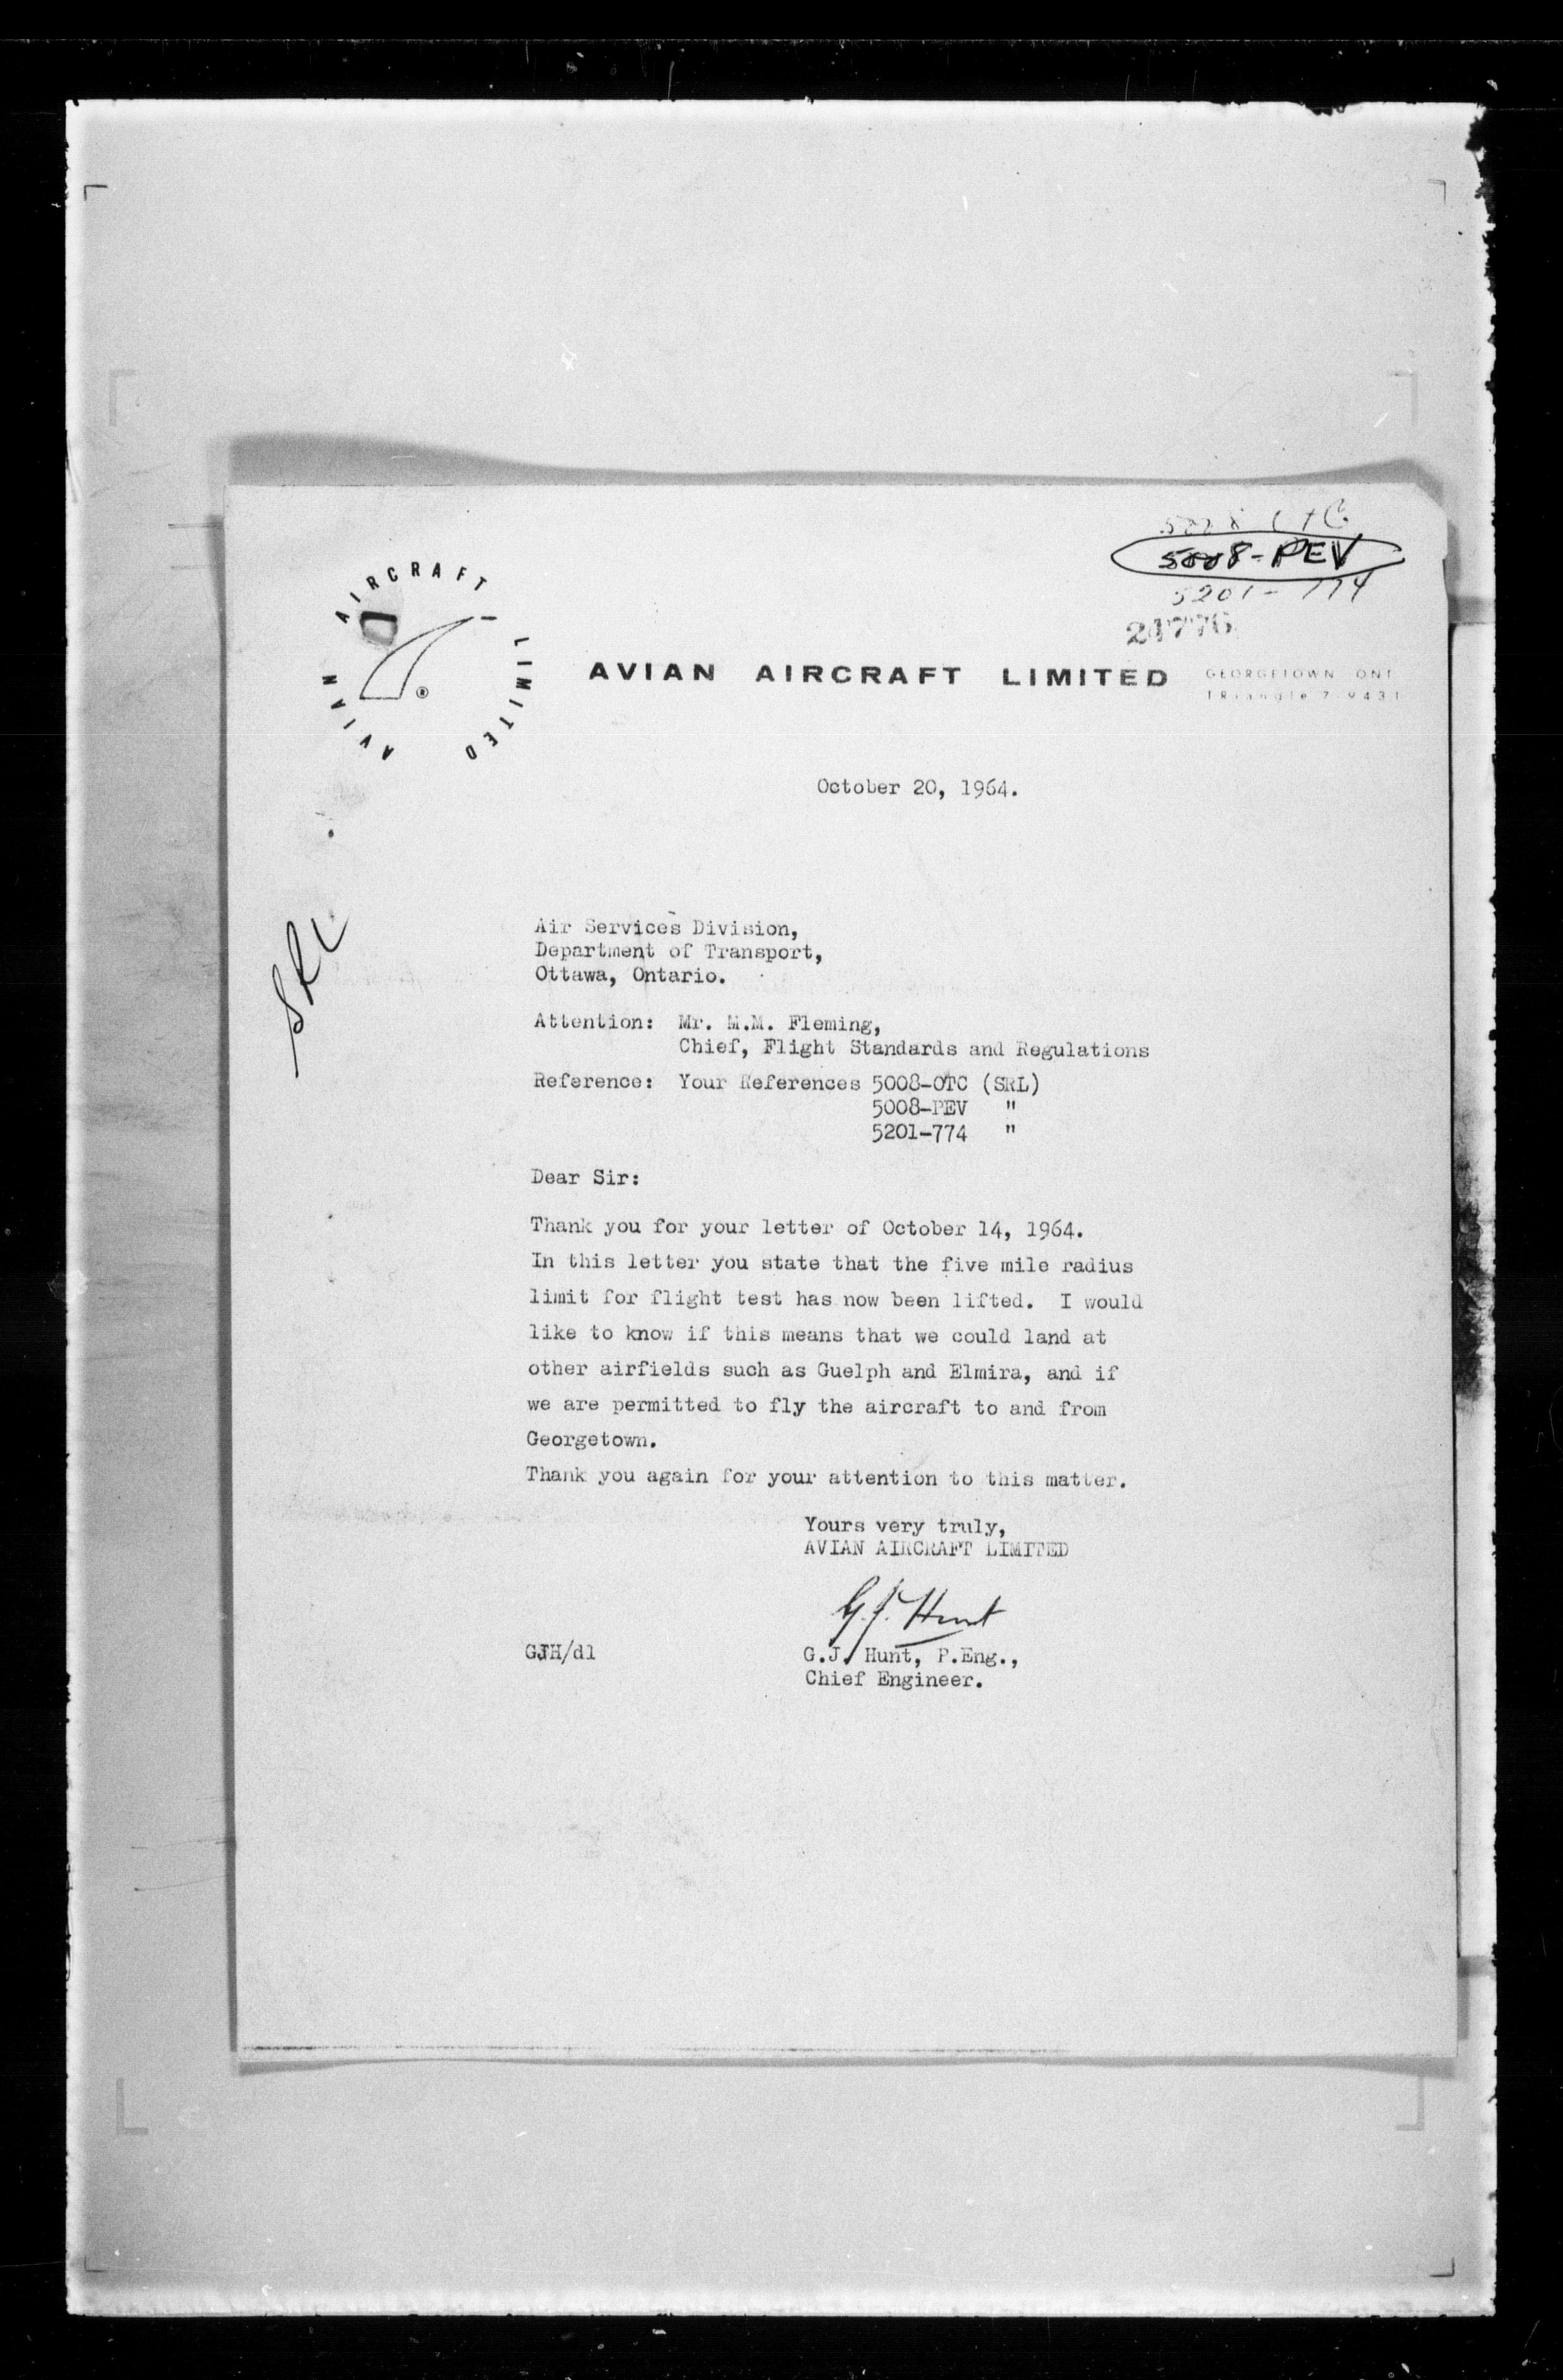 5008-PEV
5201-774
24776
AVIAN AIRCRAFT LIMITED
®
AVIAN AIRCRAFT LIMITED
GEORGETOWN ONT
TRiangle 7-9431
October 20, 1964.
Air Services Division,
Department of Transport,
Ottawa, Ontario.
Attention: Mr. M.M. Fleming,
Chief, Flight Standards and Regulations
Reference: Your References 5008-OTC (SRL)
5008-PEV "
5201-774 "
Dear Sir:
Thank you for your letter of October 14, 1964.
In this letter you state that the five mile radius
limit for flight test has now been lifted. I would
like to know if this means that we could land at
other airfields such as Guelph and Elmira, and if
we are permitted to fly the aircraft to and from
Georgetown.
Thank you again for your attention to this matter.
Yours very truly,
AVIAN AIRCRAFT LIMITED
G.J. Hunt
GJH/dl
G.J. Hunt, P.Eng.,
Chief Engineer.